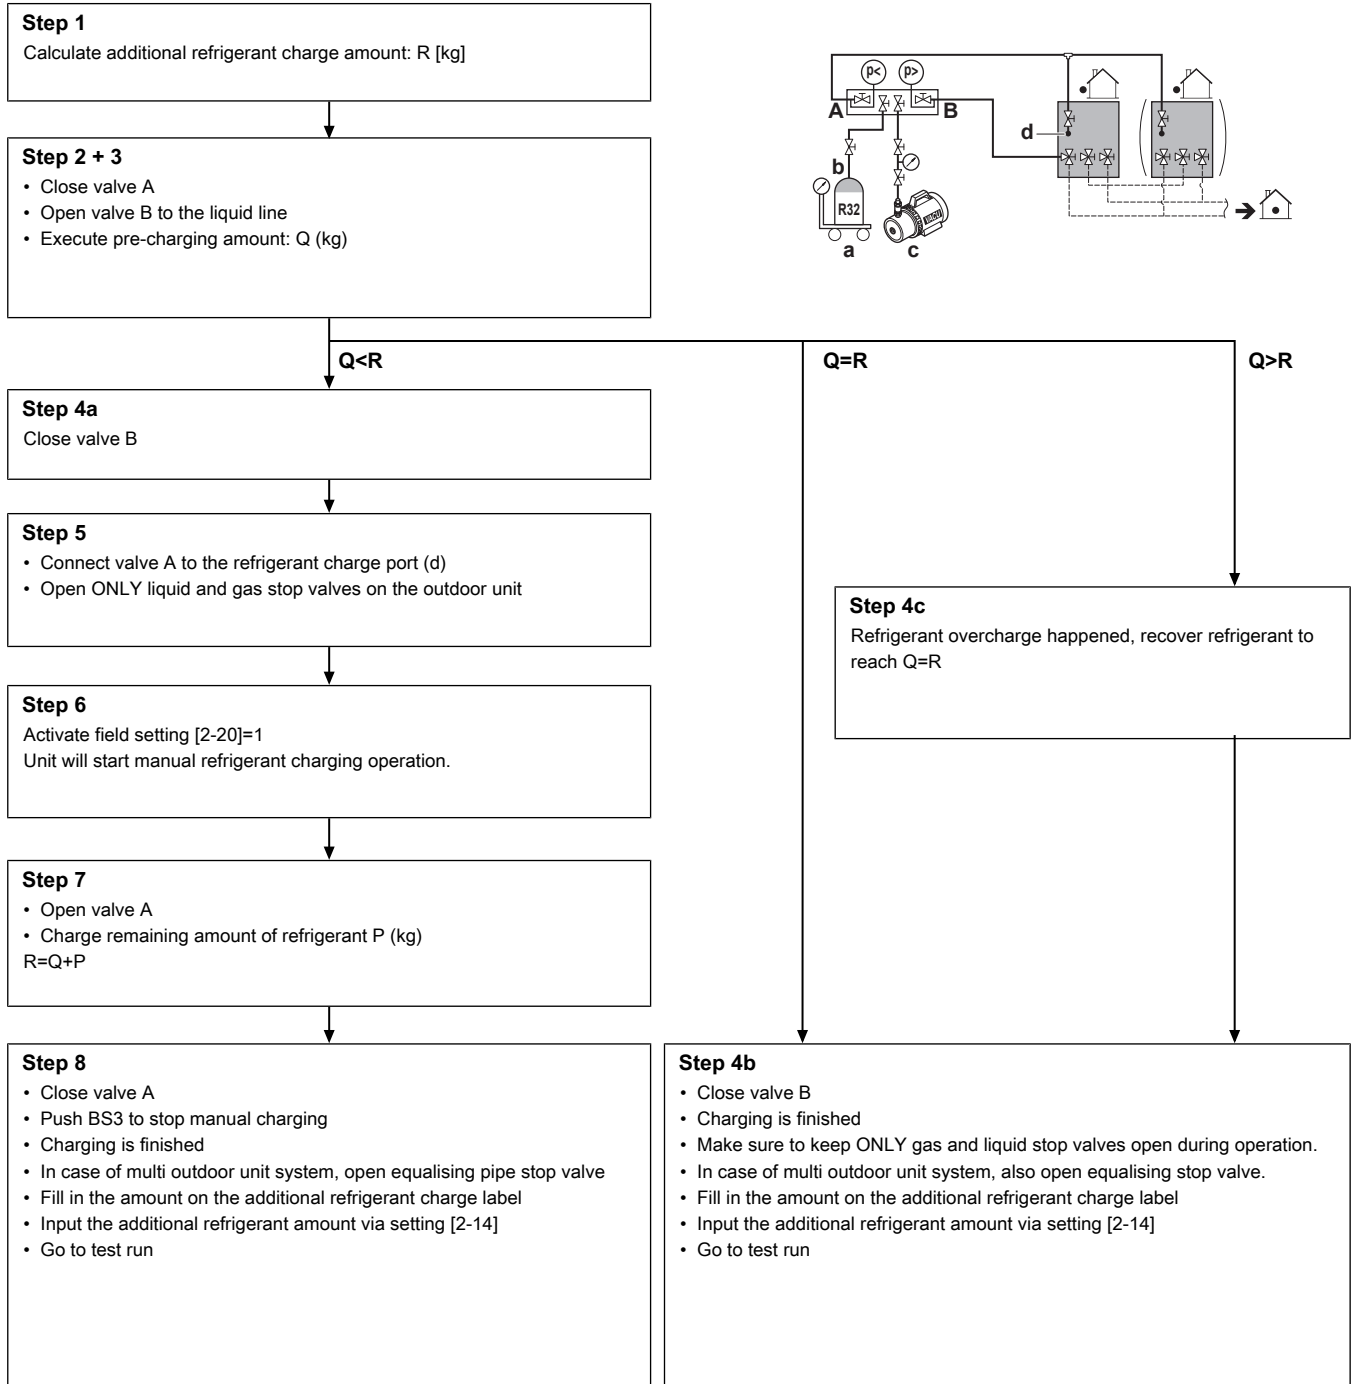 Step 1
Calculate additional refrigerant charge amount: R [kg]
p<
p>
A
B
d
b
R32
a
c
Step 2 + 3
• Close valve A
• Open valve B to the liquid line
• Execute pre-charging amount: Q (kg)
Q<R
Q=R
Q>R
Step 4a
Close valve B
Step 5
• Connect valve A to the refrigerant charge port (d)
• Open ONLY liquid and gas stop valves on the outdoor unit
Step 4c
Refrigerant overcharge happened, recover refrigerant to
reach Q=R
Step 6
Activate field setting [2-20]=1
Unit will start manual refrigerant charging operation.
Step 7
• Open valve A
• Charge remaining amount of refrigerant P (kg)
R=Q+P
Step 8
• Close valve A
• Push BS3 to stop manual charging
• Charging is finished
• In case of multi outdoor unit system, open equalising pipe stop valve
• Fill in the amount on the additional refrigerant charge label
• Input the additional refrigerant amount via setting [2-14]
• Go to test run
Step 4b
• Close valve B
• Charging is finished
• Make sure to keep ONLY gas and liquid stop valves open during operation.
• In case of multi outdoor unit system, also open equalising stop valve.
• Fill in the amount on the additional refrigerant charge label
• Input the additional refrigerant amount via setting [2-14]
• Go to test run